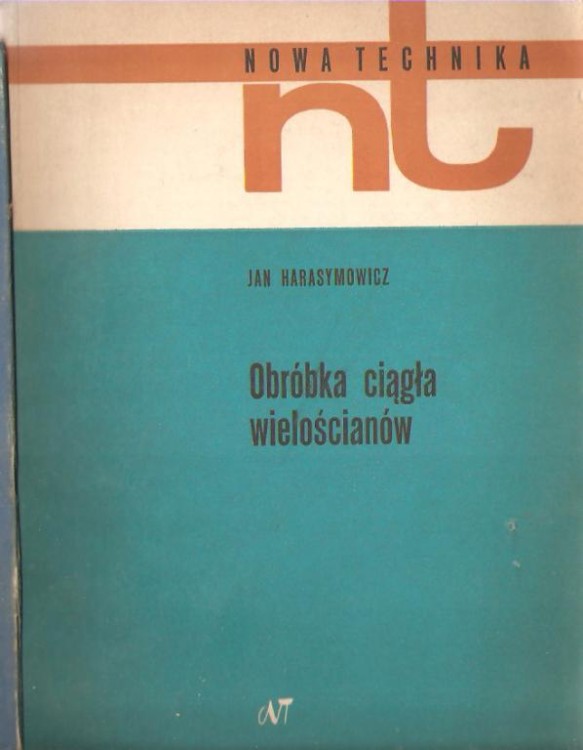 NOWA TECHNIKA
nt
JAN HARASYMOWICZ
Obróbka ciągła
wielościanów
NT